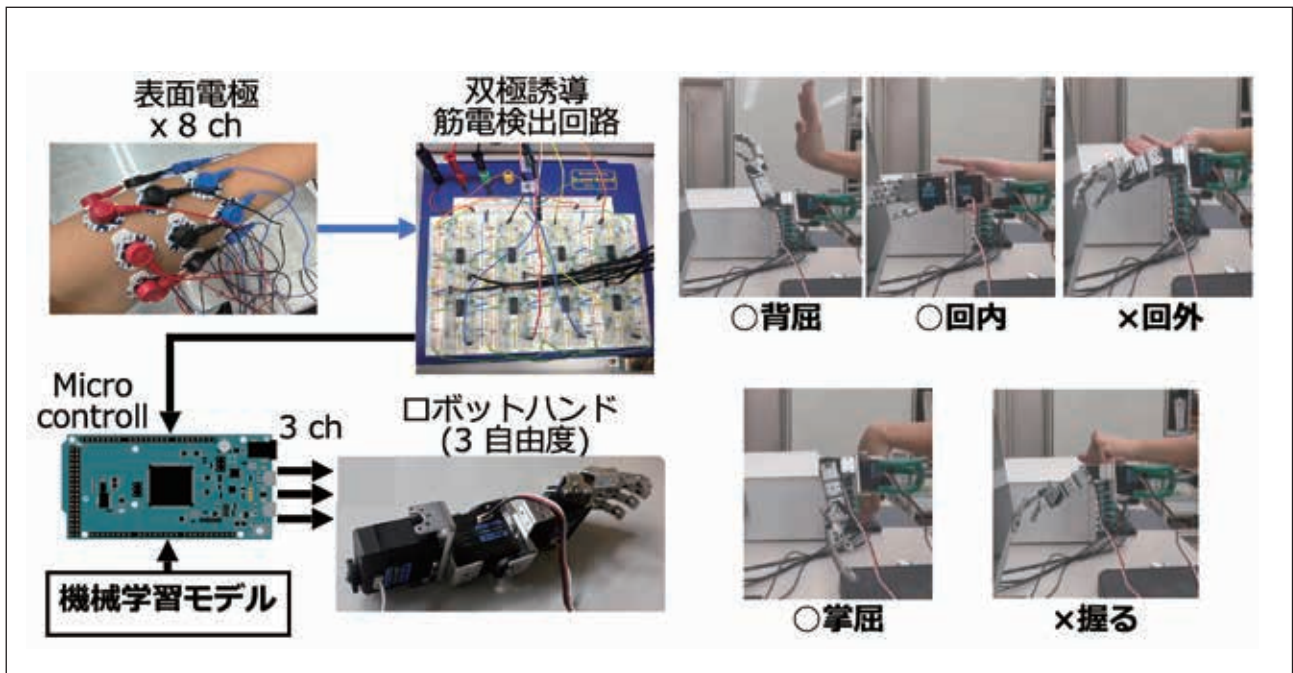 表面電極
x 8 ch
双極誘導
筋電検出回路
○背屈
○回内
×回外
Micro
controll
3 ch
ロボットハンド
(3 自由度)
機械学習モデル
○掌屈
×握る